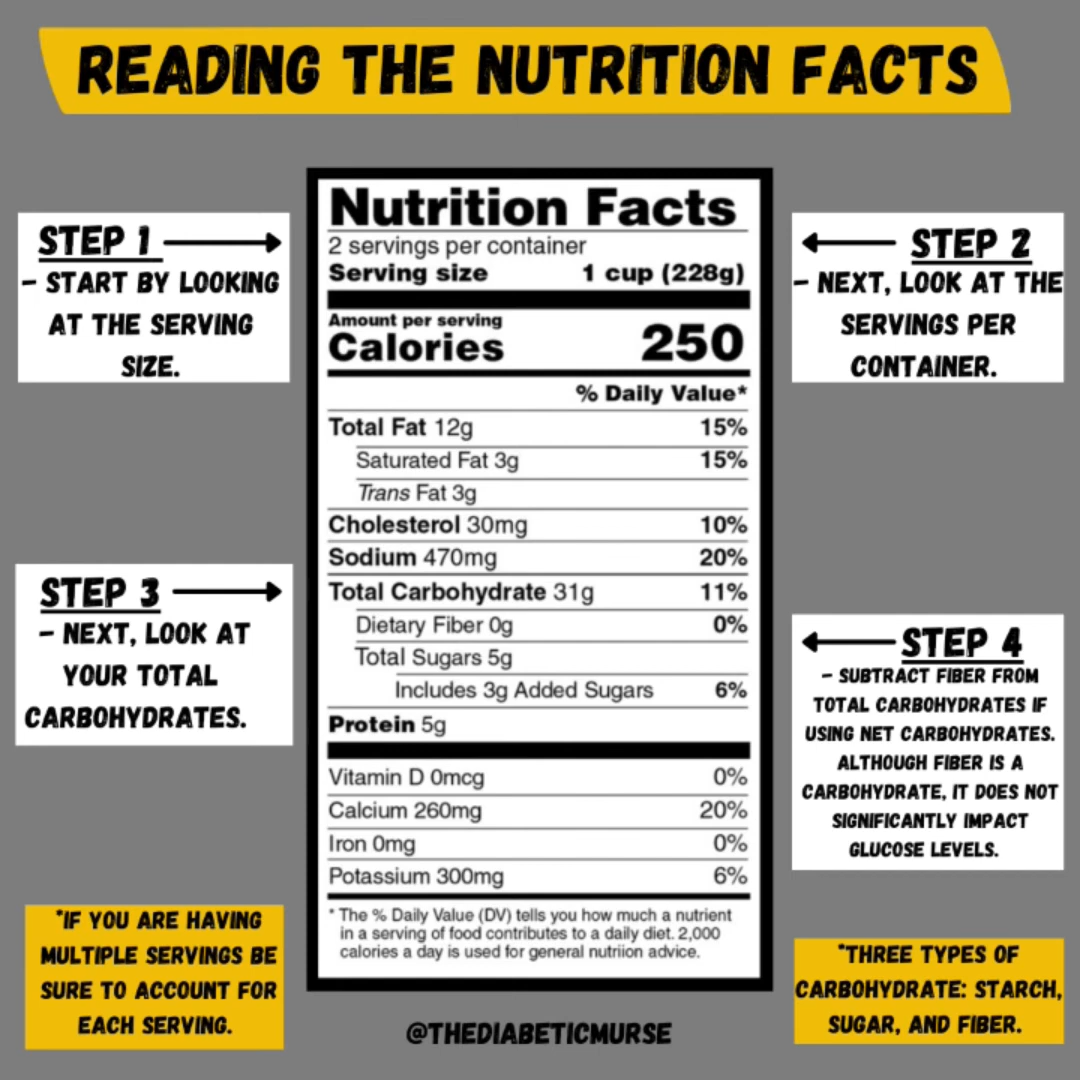 READING THE NUTRITION FACTS
STEP 1
- START BY LOOKING
AT THE SERVING
SIZE.
STEP 2
- NEXT, LOOK AT THE
SERVINGS PER
CONTAINER.
Nutrition Facts
2 servings per container
Serving size 1 cup (228g)
Amount per serving
Calories 250
% Daily Value*
Total Fat 12g 15%
Saturated Fat 3g 15%
Trans Fat 3g
Cholesterol 30mg 10%
Sodium 470mg 20%
Total Carbohydrate 31g 11%
Dietary Fiber 0g 0%
Total Sugars 5g
Includes 3g Added Sugars 6%
Protein 5g
Vitamin D 0mcg 0%
Calcium 260mg 20%
Iron 0mg 0%
Potassium 300mg 6%
* The % Daily Value (DV) tells you how much a nutrient
in a serving of food contributes to a daily diet. 2,000
calories a day is used for general nutriion advice.
STEP 3
- NEXT, LOOK AT
YOUR TOTAL
CARBOHYDRATES.
STEP 4
- SUBTRACT FIBER FROM
TOTAL CARBOHYDRATES IF
USING NET CARBOHYDRATES.
ALTHOUGH FIBER IS A
CARBOHYDRATE, IT DOES NOT
SIGNIFICANTLY IMPACT
GLUCOSE LEVELS.
*IF YOU ARE HAVING
MULTIPLE SERVINGS BE
SURE TO ACCOUNT FOR
EACH SERVING.
*THREE TYPES OF
CARBOHYDRATE: STARCH,
SUGAR, AND FIBER.
@THEDIABETICMURSE